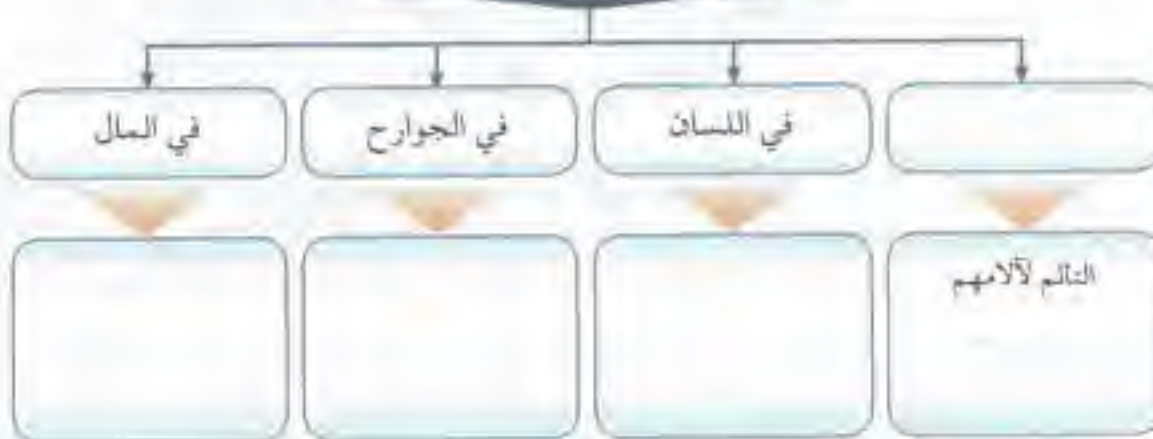 في اللسان
في الجوارح
في المال
التألم لآلامهم